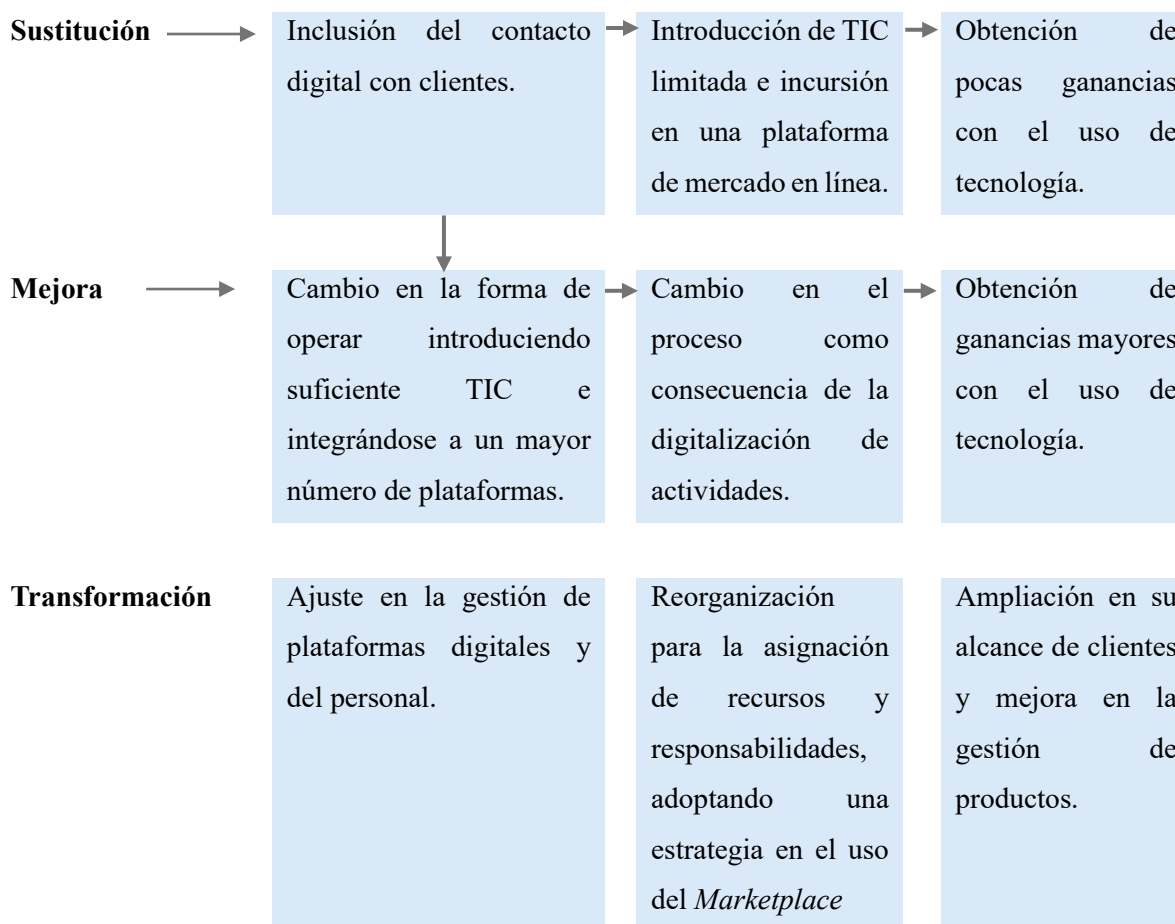 Sustitución
Inclusión del contacto
digital con clientes.
Introducción de TIC
limitada e incursión
en una plataforma
de mercado en línea.
Obtención de
pocas ganancias
con el uso de
tecnología.
Mejora
Cambio en la forma de
operar introduciendo
suficiente TIC e
integrándose a un mayor
número de plataformas.
Cambio en el
proceso como
consecuencia de la
digitalización de
actividades.
Obtención de
ganancias mayores
con el uso de
tecnología.
Transformación
Ajuste en la gestión de
plataformas digitales y
del personal.
Reorganización
para la asignación
de recursos y
responsabilidades,
adoptando una
estrategia en el uso
del Marketplace
Ampliación en su
alcance de clientes
y mejora en la
gestión de
productos.